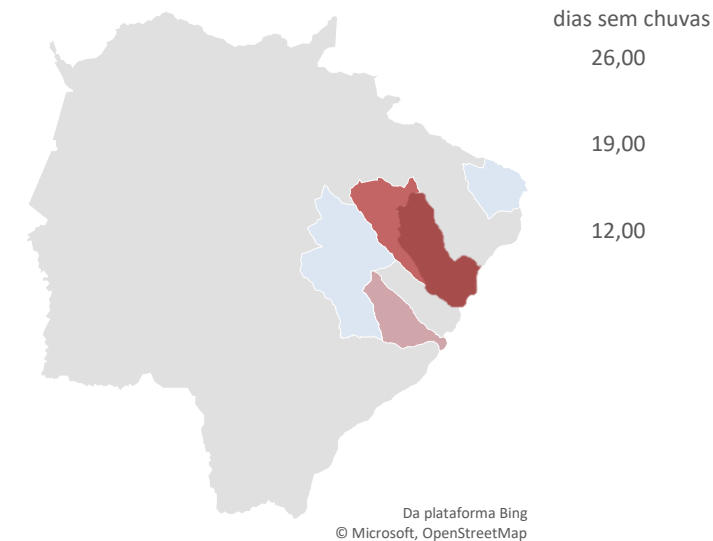 dias sem chuvas
26,00
19,00
12,00
Da plataforma Bing
© Microsoft, OpenStreetMap